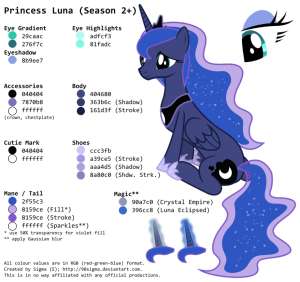 Princess Luna (Season 2+)
Eye Gradient
29caac
276f7c
Eye Highlights
adfcf3
81fadc
Eyeshadow
8b9ee7
Accessories
040404
7870b8
ffffff
(crown, chestplate)
Body
404680
363b6c (Shadow)
161d3f (Stroke)
Cutie Mark
040404
ffffff
Shoes
ccc3fb
a39ce5 (Stroke)
aaa4d5 (Shadow)
8a80c0 (Shdw. Strk.)
Mane / Tail
2f55c3
8159ce (Fill*)
8159ce (Stroke)
ffffff (Sparkles**)
* use 50% transparency for violet fill
** apply Gaussian blur
Magic**
90a7c0 (Crystal Empire)
396cc8 (Luna Eclipsed)
All colour values are in HEX (red-green-blue) format.
This is in no way affiliated with any official productions.